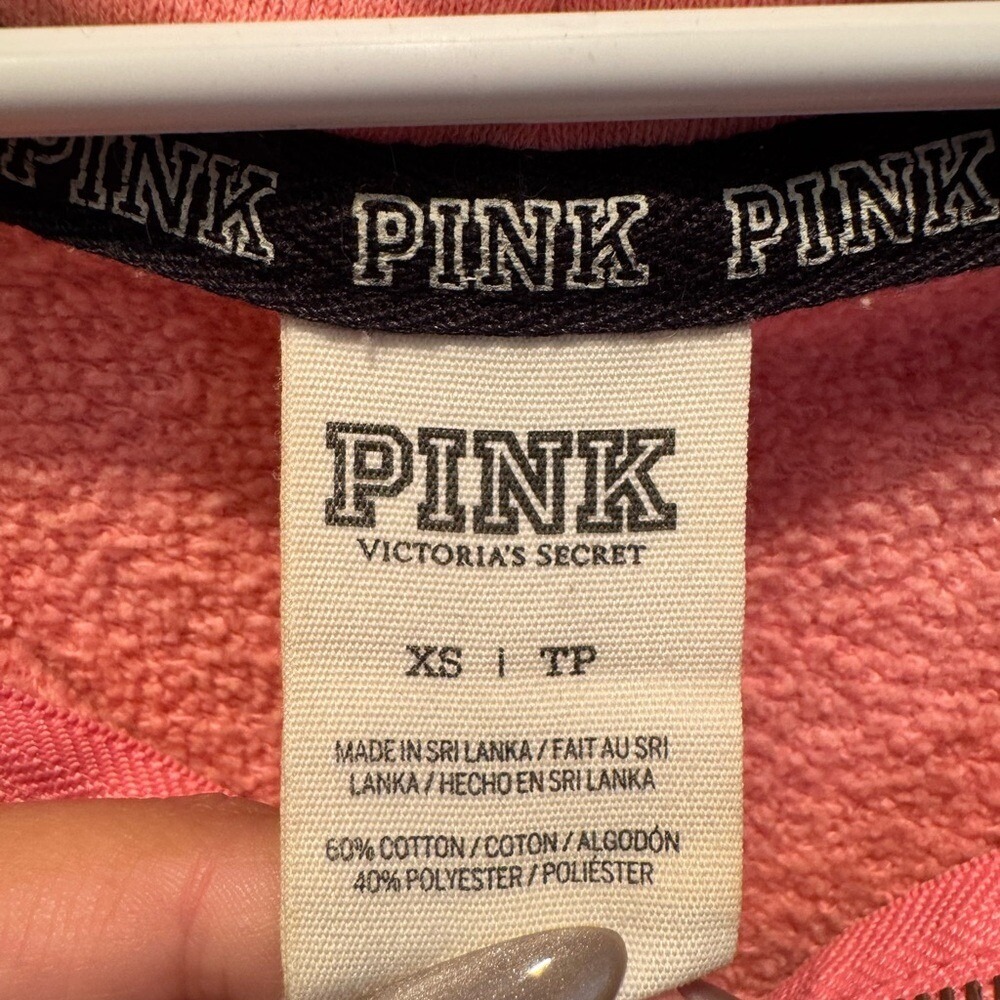 PINK PINK PINK
PINK
VICTORIA'S SECRET
XS | TP
MADE IN SRI LANKA / FAIT AU SRI
LANKA / HECHO EN SRI LANKA
60% COTTON / COTON / ALGODÓN
40% POLYESTER / POLIÉSTER